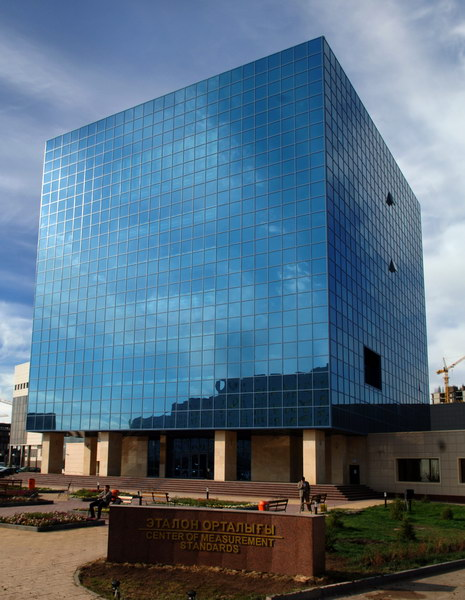 ЭТАЛОН ОРТАЛЫҒЫ
CENTER OF MEASUREMENT
STANDARDS